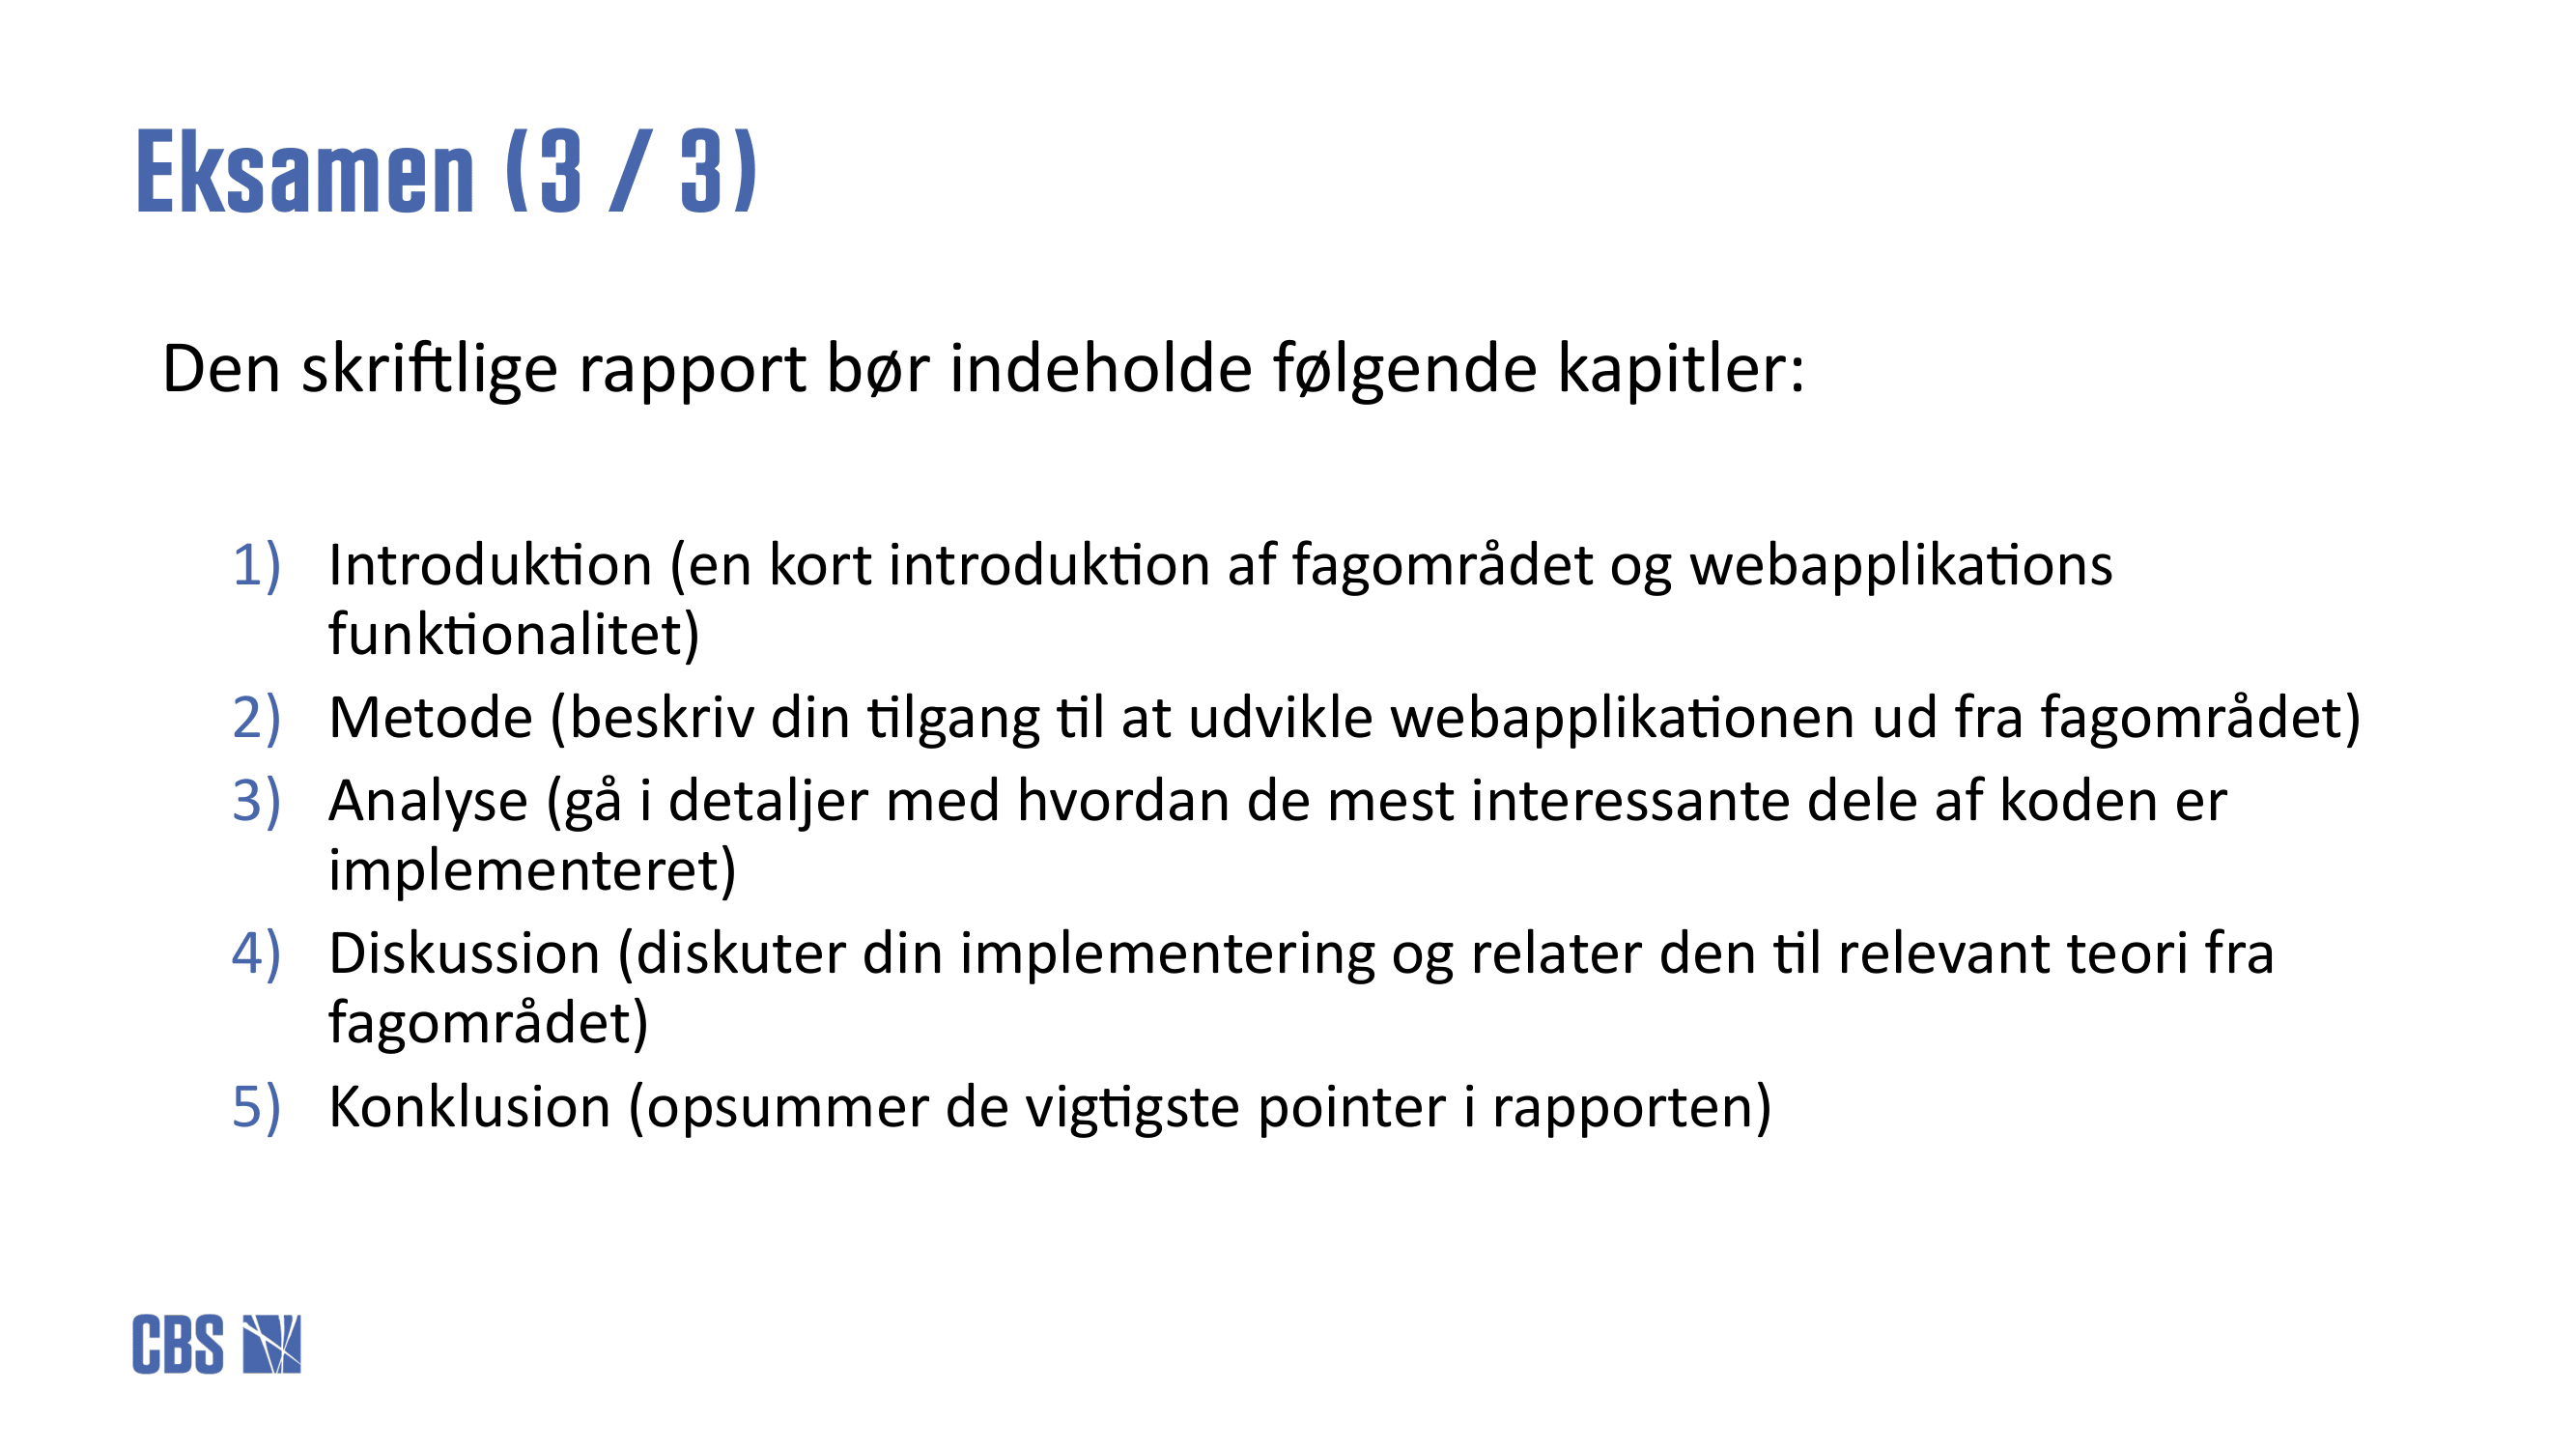 Eksamen (3 / 3)
Den skriftlige rapport bør indeholde følgende kapitler:
1) Introduktion (en kort introduktion af fagområdet og webapplikations
funktionalitet)
2) Metode (beskriv din tilgang til at udvikle webapplikationen ud fra fagområdet)
3) Analyse (gå i detaljer med hvordan de mest interessante dele af koden er
implementeret)
4) Diskussion (diskuter din implementering og relater den til relevant teori fra
fagområdet)
5) Konklusion (opsummer de vigtigste pointer i rapporten)
CBS